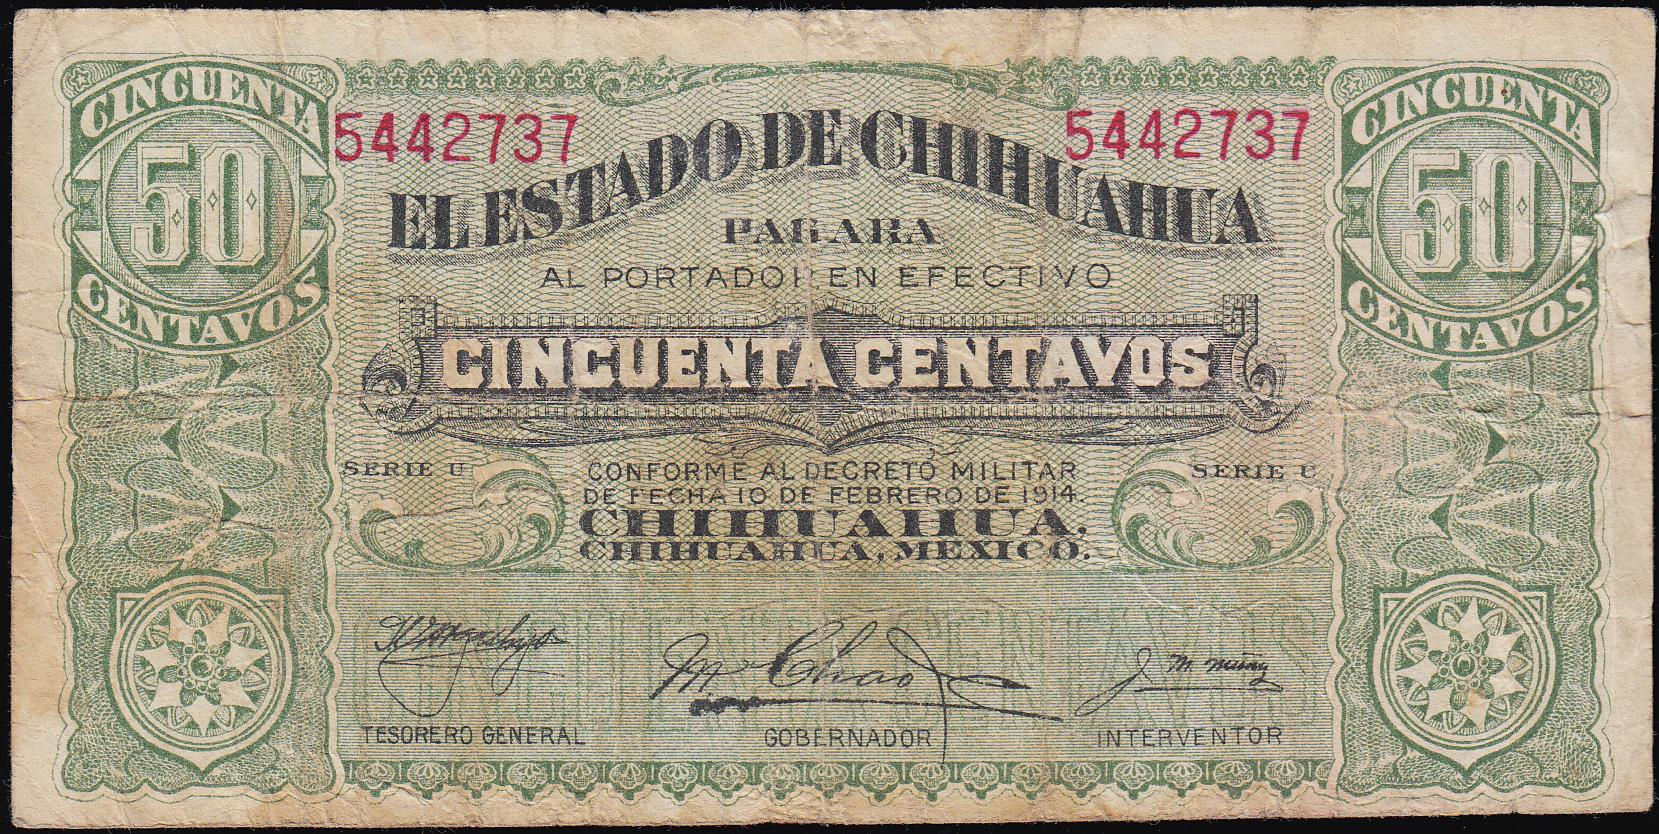 CINCUENTA
50
CENTAVOS
5442737
5442737
CINCUENTA
50
CENTAVOS
EL ESTADO DE CHIHUAHUA
PAGARA
AL PORTADOR EN EFECTIVO
CINCUENTA CENTAVOS
SERIE U
SERIE U
CONFORME AL DECRETO MILITAR
DE FECHA 10 DE FEBRERO DE 1914.
CHIHUAHUA,
CHIHUAHUA, MEXICO.
M Chao
TESORERO GENERAL
GOBERNADOR
INTERVENTOR